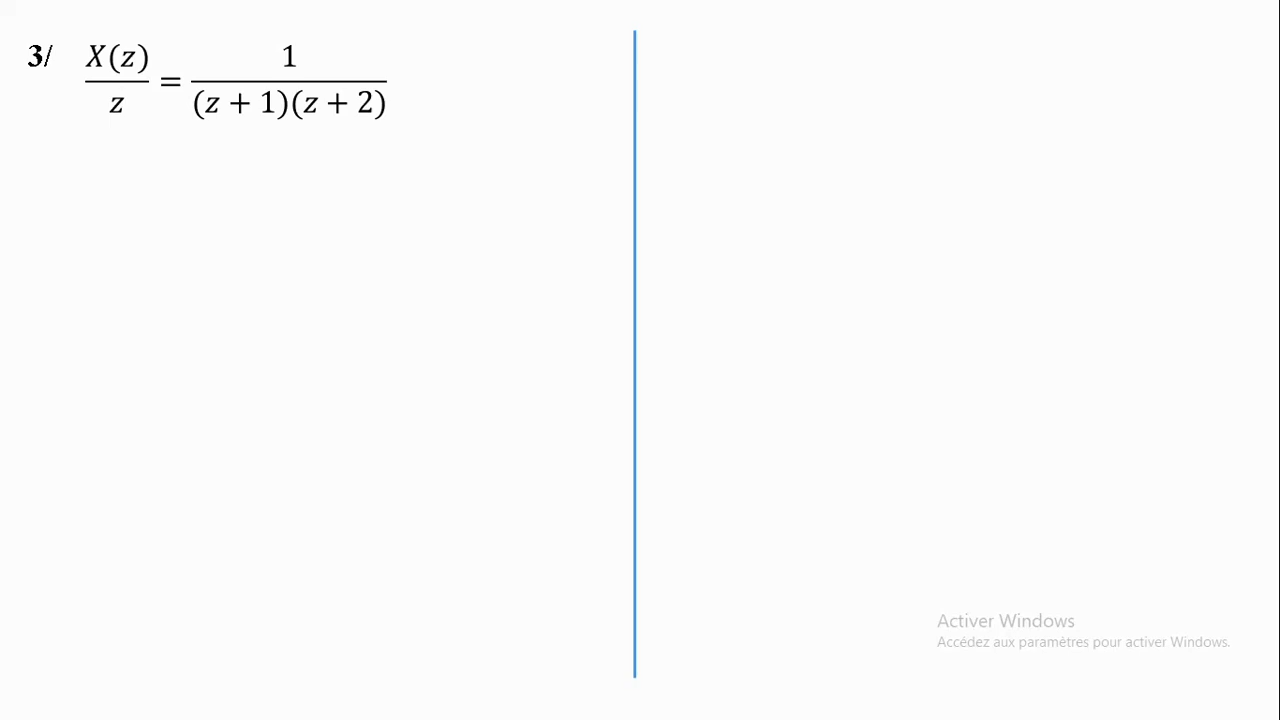 3/ X(z)/z = 1/((z + 1)(z + 2))
Activer Windows
Accédez aux paramètres pour activer Windows.